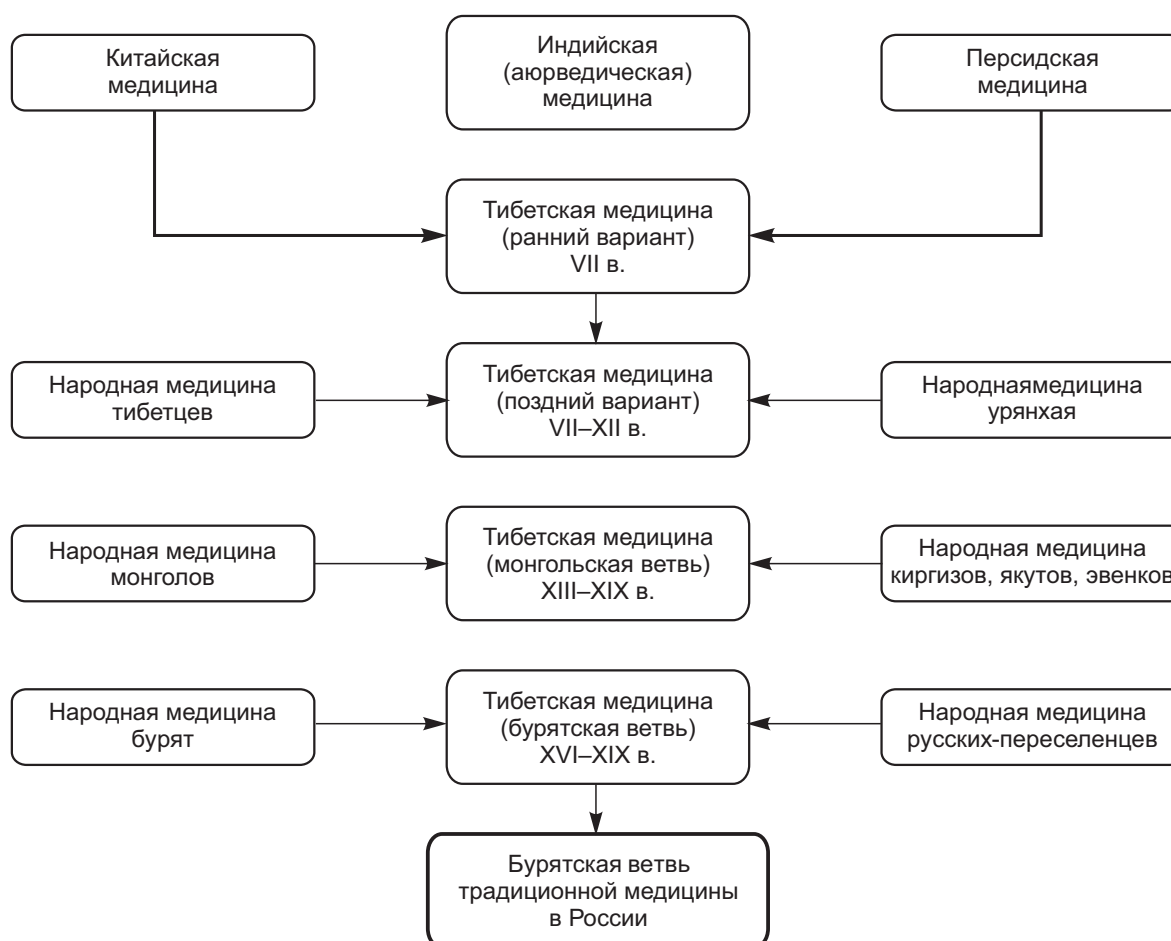 Китайская
медицина
Индийская
(аюрведическая)
медицина
Персидская
медицина
Тибетская медицина
(ранний вариант)
VII в.
Народная медицина
тибетцев
Тибетская медицина
(поздний вариант)
VII–XII в.
Народнаямедицина
урянхая
Народная медицина
монголов
Тибетская медицина
(монгольская ветвь)
XIII–XIX в.
Народная медицина
киргизов, якутов, эвенков
Народная медицина
бурят
Тибетская медицина
(бурятская ветвь)
XVI–XIX в.
Народная медицина
русских-переселенцев
Бурятская ветвь
традиционной медицины
в России